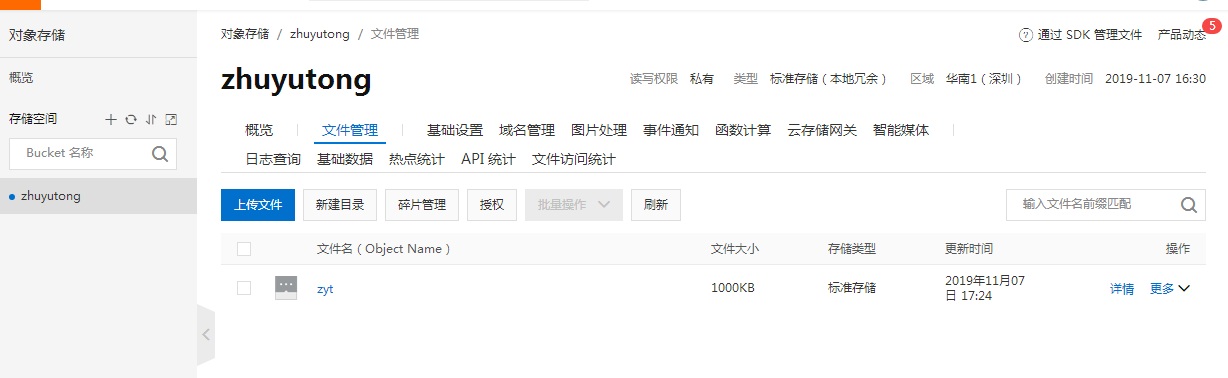 对象存储
概览
存储空间
Bucket 名称
zhuyutong
对象存储 / zhuyutong / 文件管理
? 通过 SDK 管理文件 产品动态 5
zhuyutong
读写权限 私有 类型 标准存储（本地冗余） 区域 华南1（深圳） 创建时间 2019-11-07 16:30
概览 文件管理 基础设置 域名管理 图片处理 事件通知 函数计算 云存储网关 智能媒体
日志查询 基础数据 热点统计 API 统计 文件访问统计
上传文件 新建目录 碎片管理 授权 批量操作 刷新 输入文件名前缀匹配
文件名（Object Name） 文件大小 存储类型 更新时间 操作
zyt 1000KB 标准存储 2019年11月07
日 17:24 详情 更多